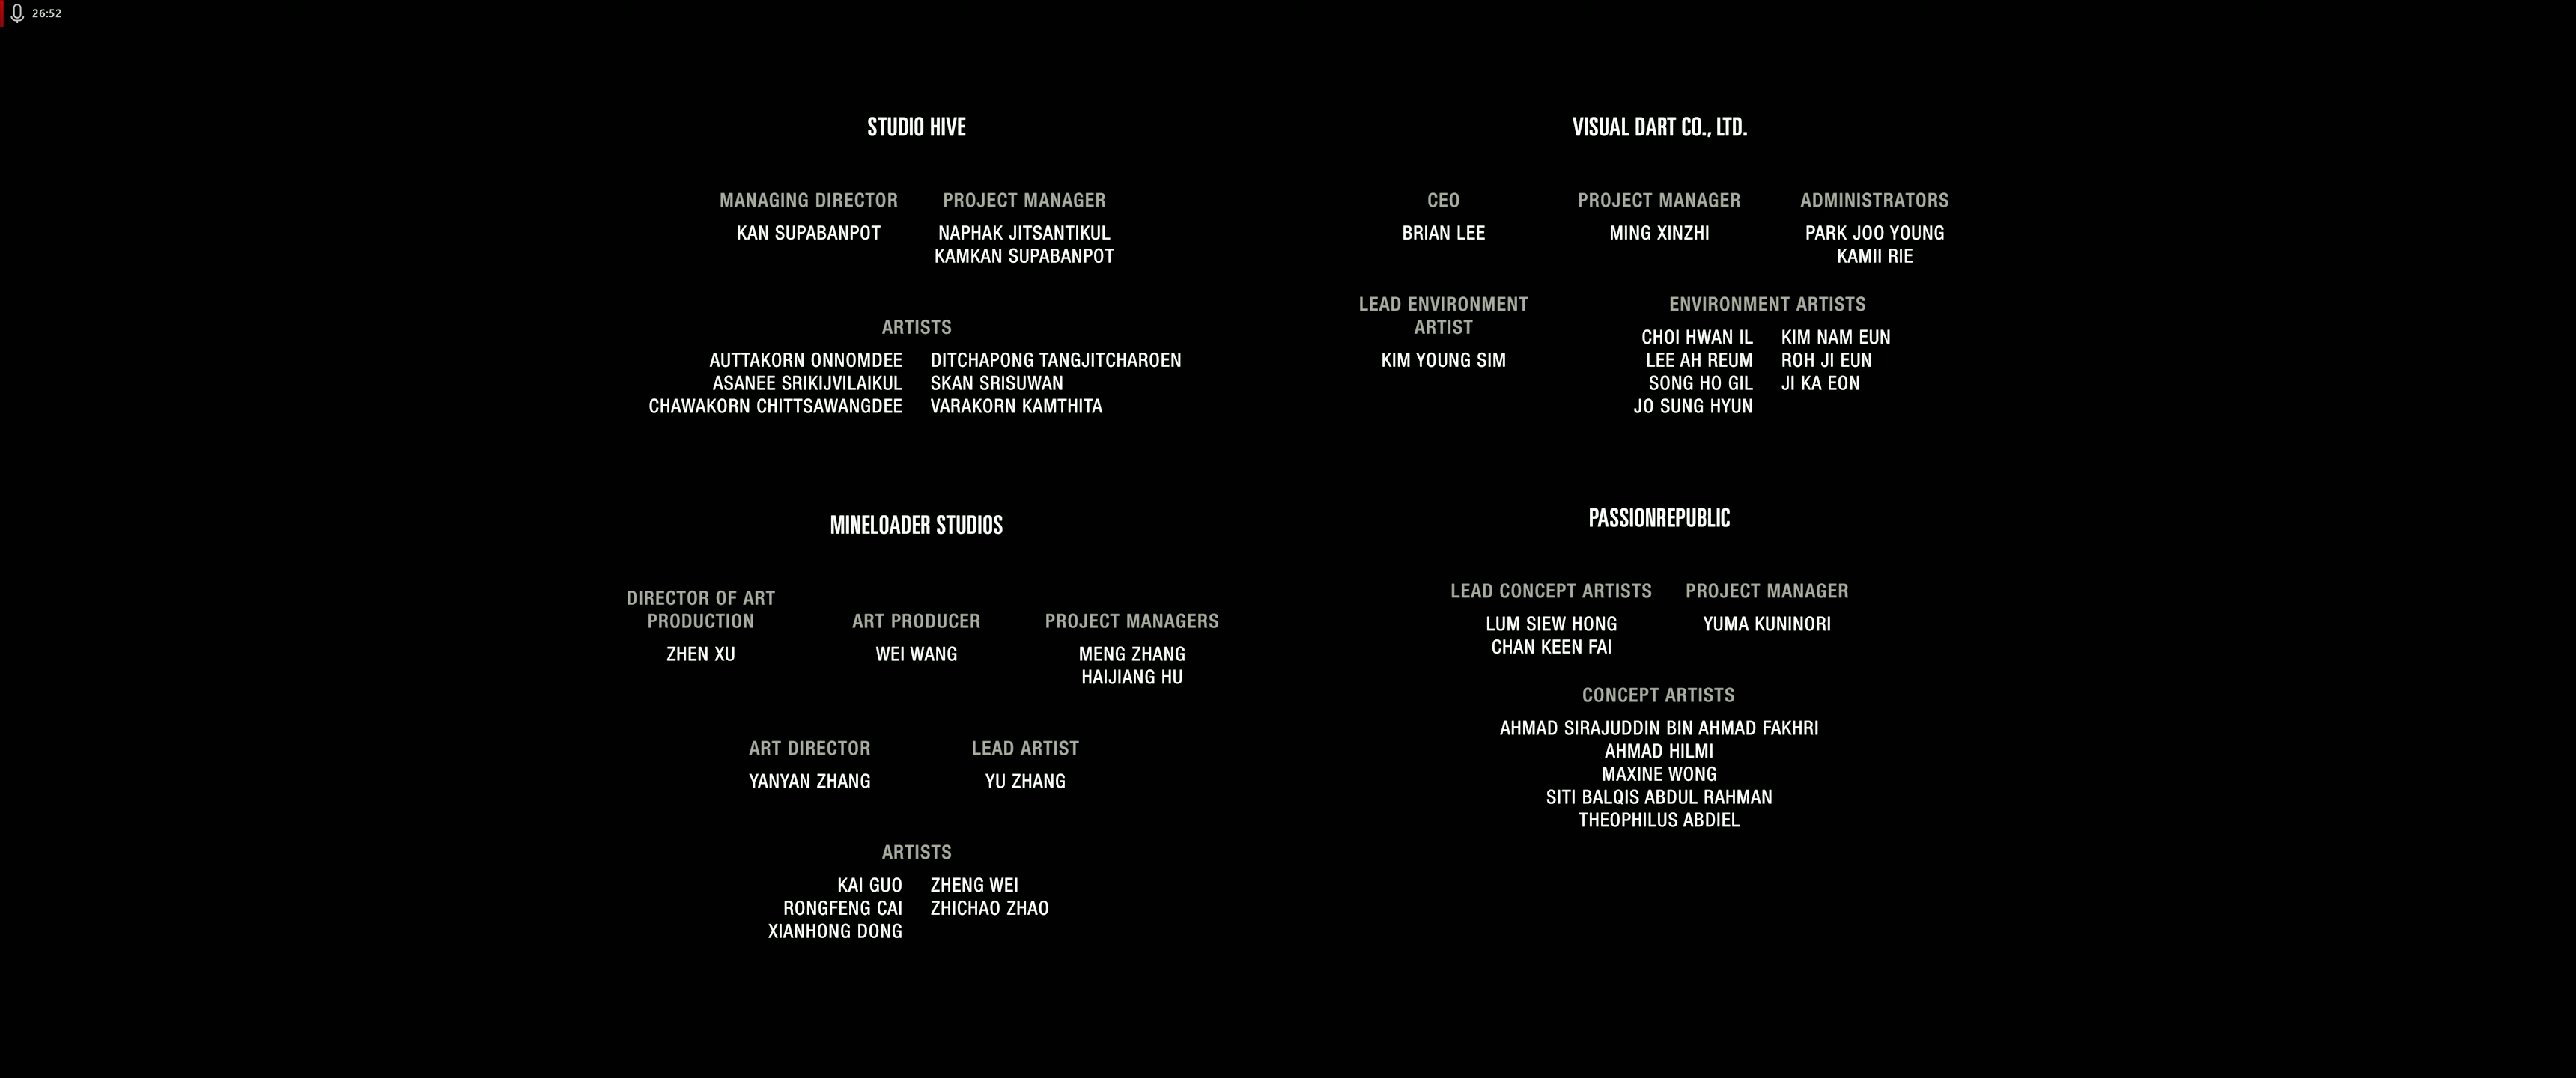 26:52
STUDIO HIVE
MANAGING DIRECTOR
KAN SUPABANPOT
PROJECT MANAGER
NAPHAK JITSANTIKUL
KAMKAN SUPABANPOT
ARTISTS
AUTTAKORN ONNOMDEE
ASANEE SRIKIJVILAIKUL
CHAWAKORN CHITTSAWANGDEE
DITCHAPONG TANGJITCHAROEN
SKAN SRISUWAN
VARAKORN KAMTHITA
VISUAL DART CO., LTD.
CEO
BRIAN LEE
PROJECT MANAGER
MING XINZHI
ADMINISTRATORS
PARK JOO YOUNG
KAMII RIE
LEAD ENVIRONMENT
ARTIST
KIM YOUNG SIM
ENVIRONMENT ARTISTS
CHOI HWAN IL
LEE AH REUM
SONG HO GIL
JO SUNG HYUN
KIM NAM EUN
ROH JI EUN
JI KA EON
MINELOADER STUDIOS
DIRECTOR OF ART
PRODUCTION
ZHEN XU
ART PRODUCER
WEI WANG
PROJECT MANAGERS
MENG ZHANG
HAIJIANG HU
ART DIRECTOR
YANYAN ZHANG
LEAD ARTIST
YU ZHANG
ARTISTS
KAI GUO
RONGFENG CAI
XIANHONG DONG
ZHENG WEI
ZHICHAO ZHAO
PASSIONREPUBLIC
LEAD CONCEPT ARTISTS
LUM SIEW HONG
CHAN KEEN FAI
PROJECT MANAGER
YUMA KUNINORI
CONCEPT ARTISTS
AHMAD SIRAJUDDIN BIN AHMAD FAKHRI
AHMAD HILMI
MAXINE WONG
SITI BALQIS ABDUL RAHMAN
THEOPHILUS ABDIEL